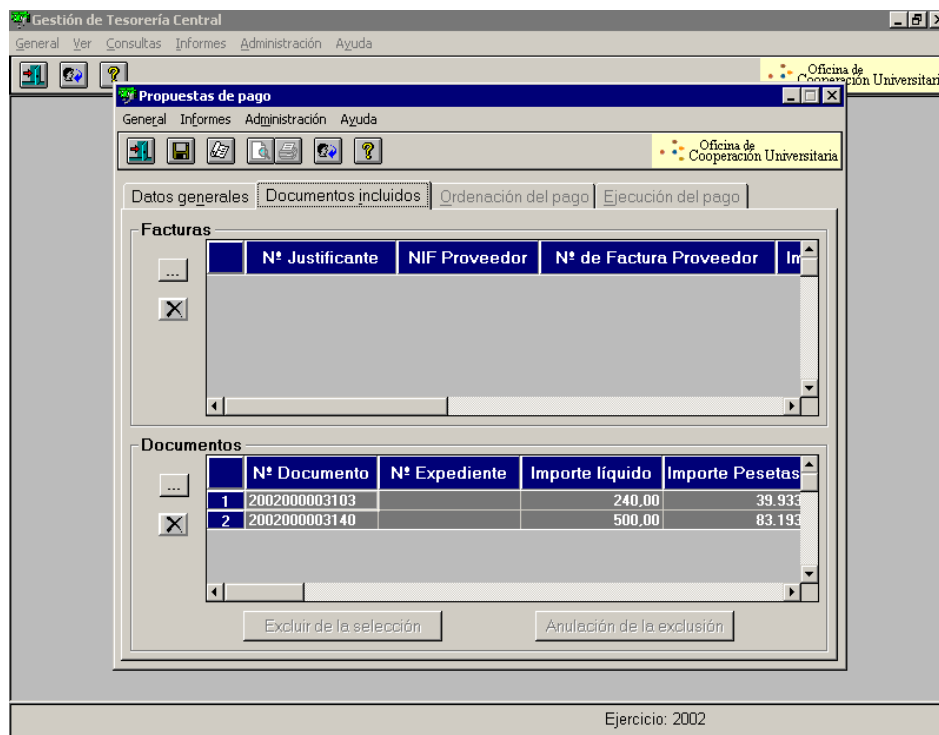 Gestión de Tesorería Central
General Ver Consultas Informes Administración Ayuda
Oficina de
Cooperación Universitari
Propuestas de pago
General Informes Administración Ayuda
Oficina de
Cooperación Universitaria
Datos generales Documentos incluidos Ordenación del pago Ejecución del pago
Facturas
Nº Justificante NIF Proveedor Nº de Factura Proveedor Im
...
Documentos
Nº Documento Nº Expediente Importe líquido Importe Pesetas
...
1 2002000003103 240,00 39.933
2 2002000003140 500,00 83.193
Excluir de la selección Anulación de la exclusión
Ejercicio: 2002